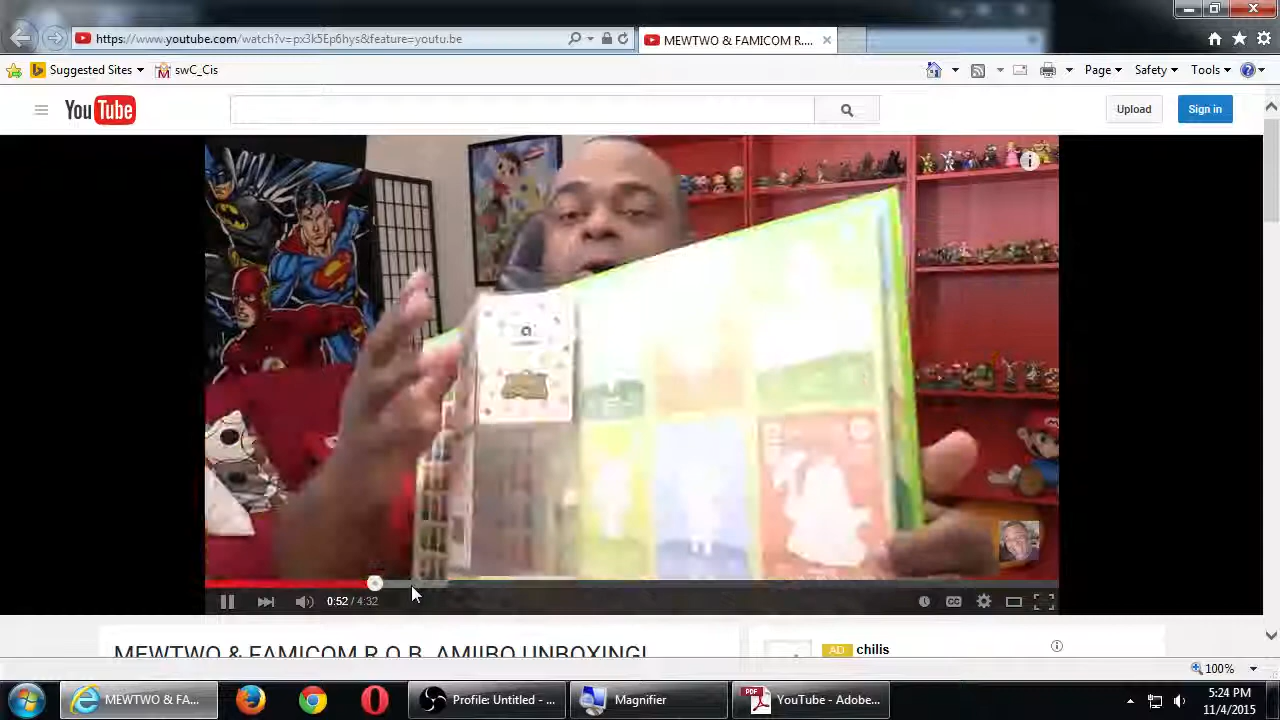 https://www.youtube.com/watch?v=px3k5Ep6hys&feature=youtu.be
MEWTWO & FAMICOM R....
Suggested Sites
swC_Cis
Page
Safety
Tools
YouTube
Upload
Sign in
0:52 / 4:32
CC
MEWTWO & FAMICOM R.O.B. AMIIBO UNBOXING!
AD chilis
100%
MEWTWO & FA...
Profile: Untitled - ...
Magnifier
PDF
YouTube - Adobe...
5:24 PM
11/4/2015